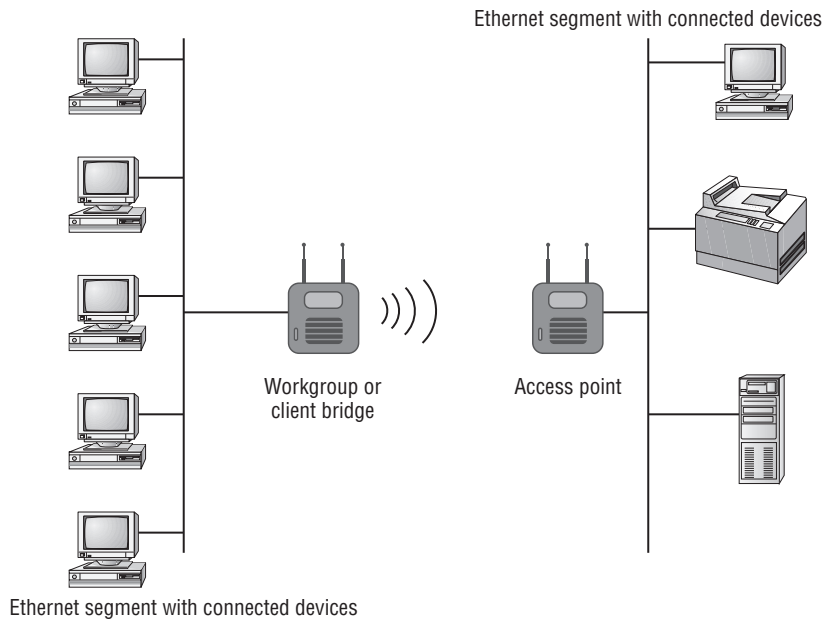 Ethernet segment with connected devices
Workgroup or
client bridge
Access point
Ethernet segment with connected devices